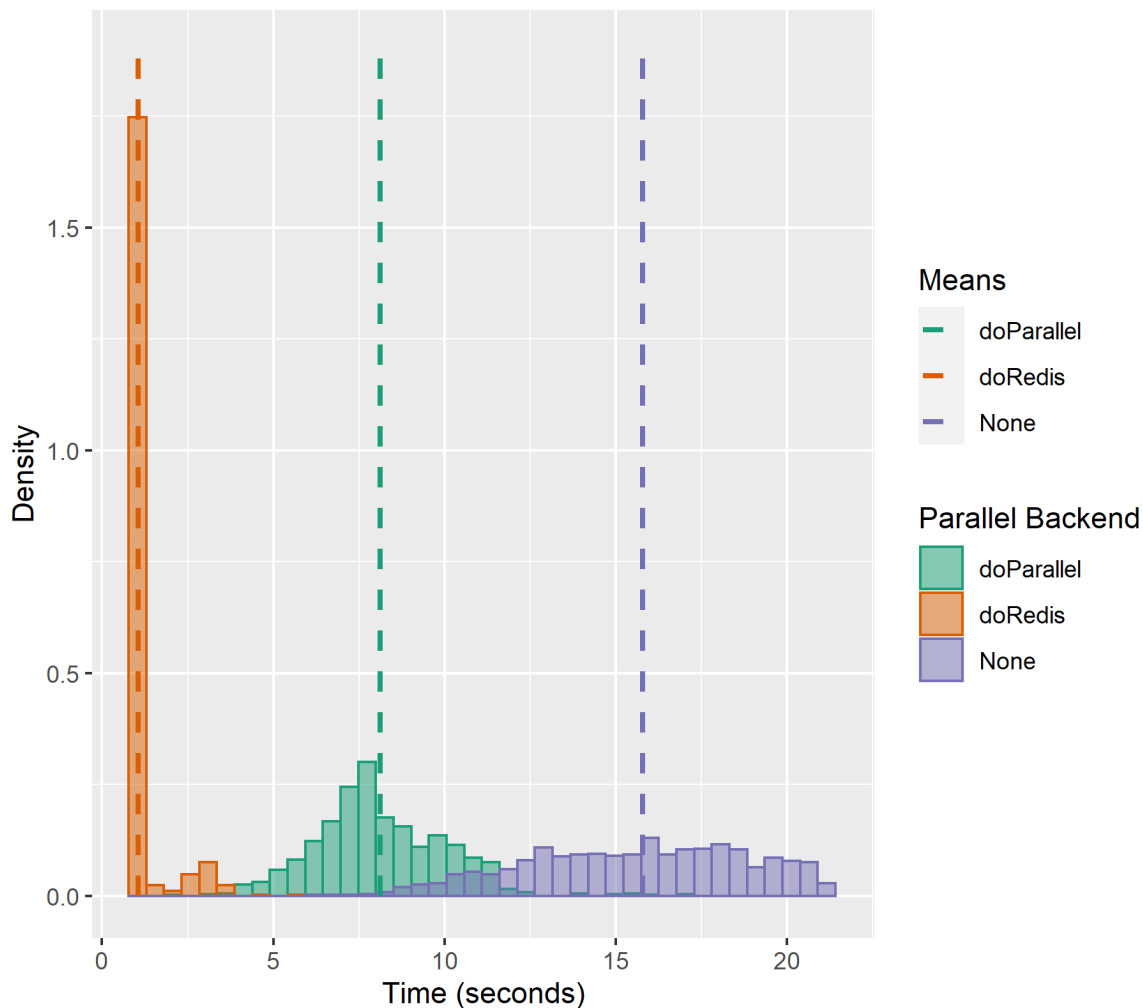 1.5
1.0
0.5
0.0
Density
0
5
10
15
20
Time (seconds)
Means
doParallel
doRedis
None
Parallel Backend
doParallel
doRedis
None